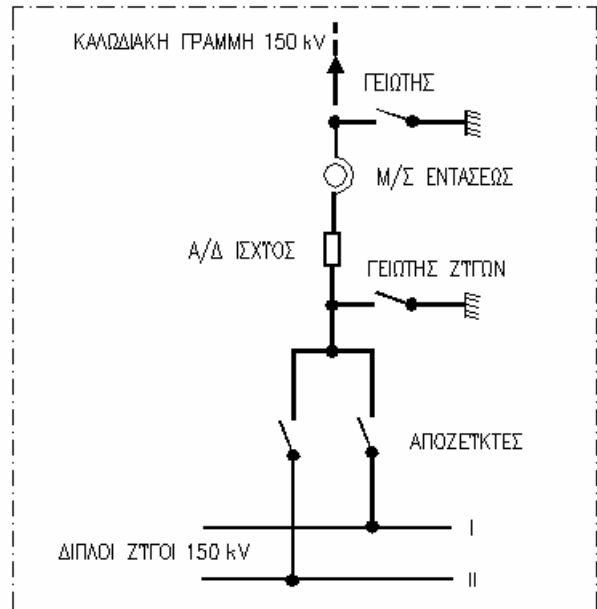 ΚΑΛΩΔΙΑΚΗ ΓΡΑΜΜΗ 150 kV
ΓΕΙΩΤΗΣ
Μ/Σ ΕΝΤΑΣΕΩΣ
Α/Δ ΙΣΧΥΟΣ
ΓΕΙΩΤΗΣ ΖΥΓΩΝ
ΑΠΟΖΕΥΚΤΕΣ
I
ΔΙΠΛΟΙ ΖΥΓΟΙ 150 kV
II